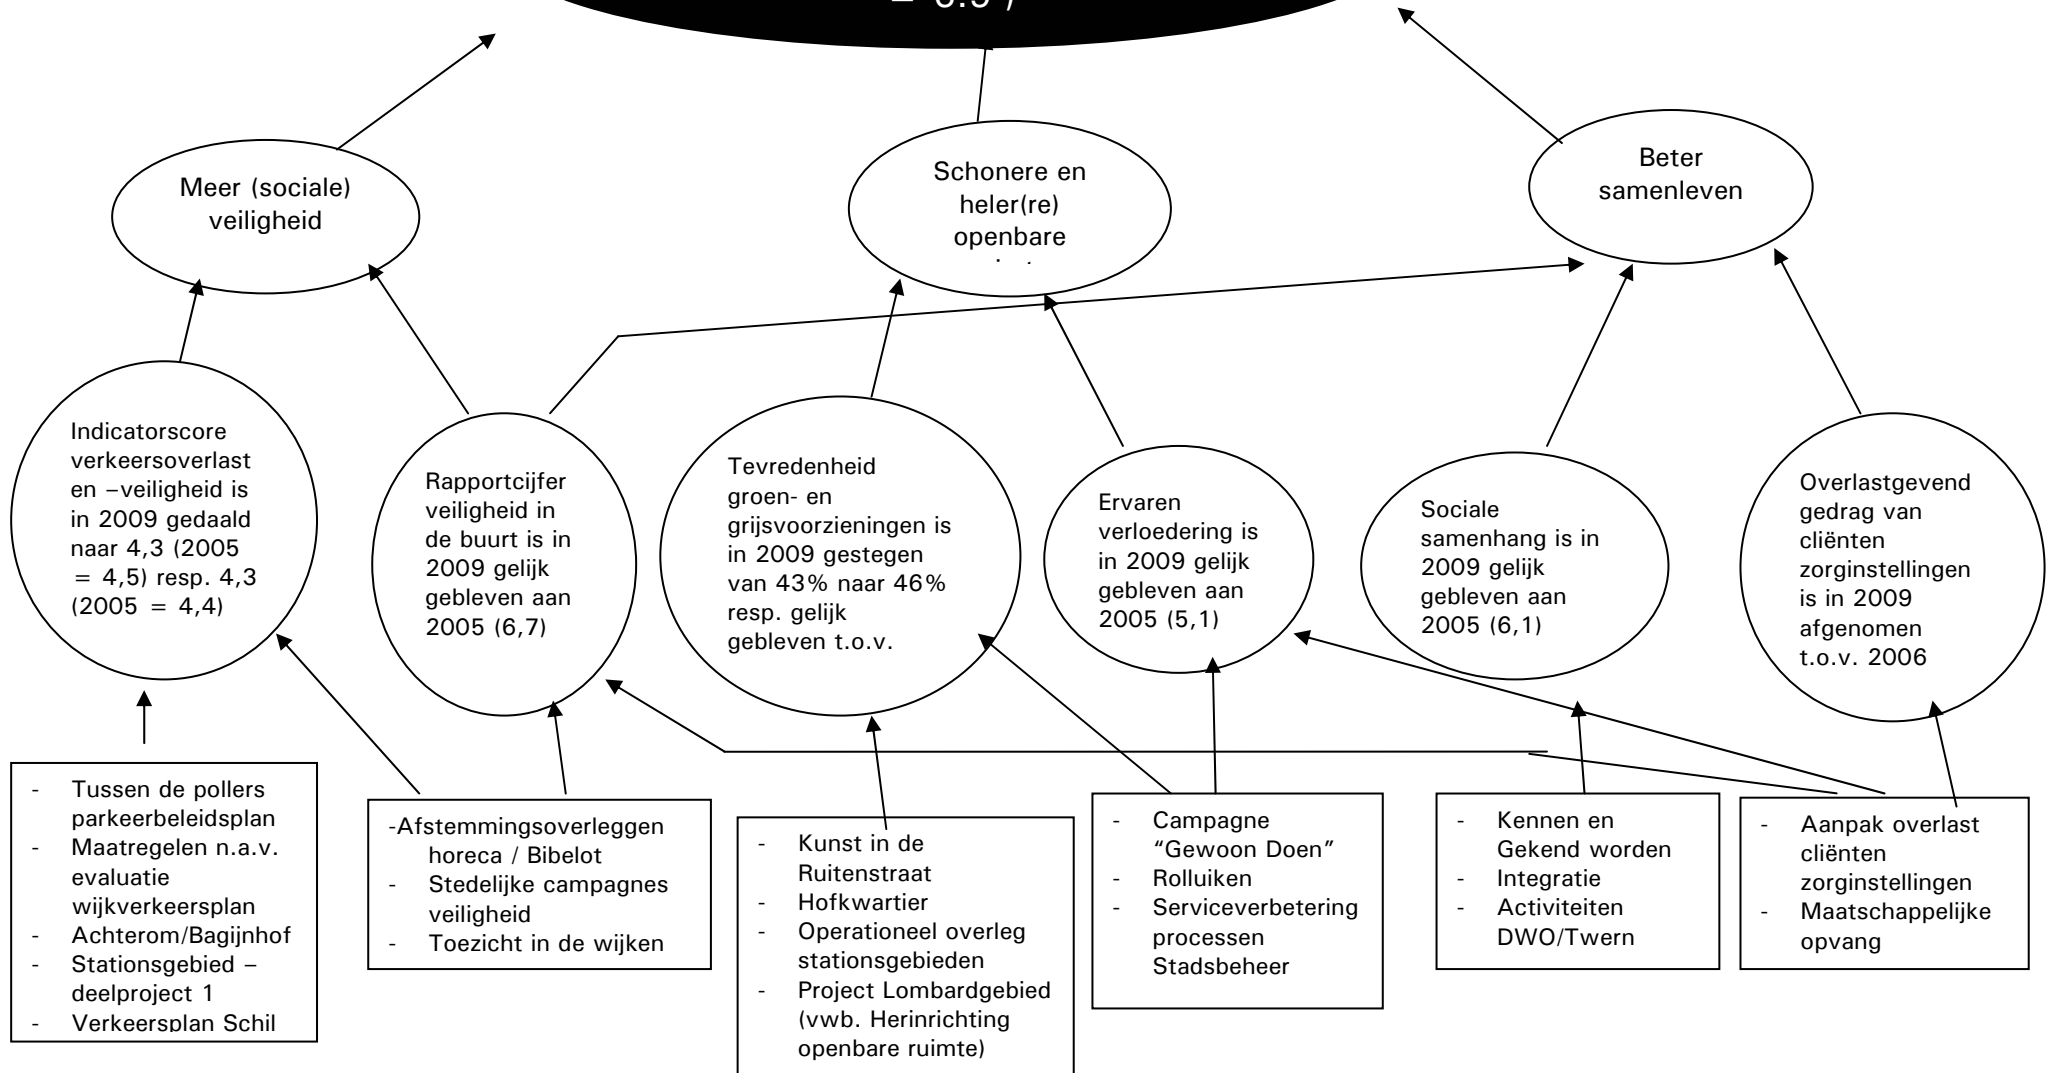 Meer (sociale)
veiligheid
Schonere en
heler(re)
openbare
Beter
samenleven
Indicatorscore
verkeersoverlast
en –veiligheid is
in 2009 gedaald
naar 4,3 (2005
= 4,5) resp. 4,3
(2005 = 4,4)
Rapportcijfer
veiligheid in
de buurt is in
2009 gelijk
gebleven aan
2005 (6,7)
Tevredenheid
groen- en
grijsvoorzieningen is
in 2009 gestegen
van 43% naar 46%
resp. gelijk
gebleven t.o.v.
Ervaren
verloedering is
in 2009 gelijk
gebleven aan
2005 (5,1)
Sociale
samenhang is in
2009 gelijk
gebleven aan
2005 (6,1)
Overlastgevend
gedrag van
cliënten
zorginstellingen
is in 2009
afgenomen
t.o.v. 2006
- Tussen de pollers
parkeerbeleidsplan
- Maatregelen n.a.v.
evaluatie
wijkverkeersplan
- Achterom/Bagijnhof
- Stationsgebied –
deelproject 1
- Verkeersplan Schil
-Afstemmingsoverleggen
horeca / Bibelot
- Stedelijke campagnes
veiligheid
- Toezicht in de wijken
- Kunst in de
Ruitenstraat
- Hofkwartier
- Operationeel overleg
stationsgebieden
- Project Lombardgebied
(vwb. Herinrichting
openbare ruimte)
- Campagne
“Gewoon Doen”
- Rolluiken
- Serviceverbetering
processen
Stadsbeheer
- Kennen en
Gekend worden
- Integratie
- Activiteiten
DWO/Twern
- Aanpak overlast
cliënten
zorginstellingen
- Maatschappelijke
opvang